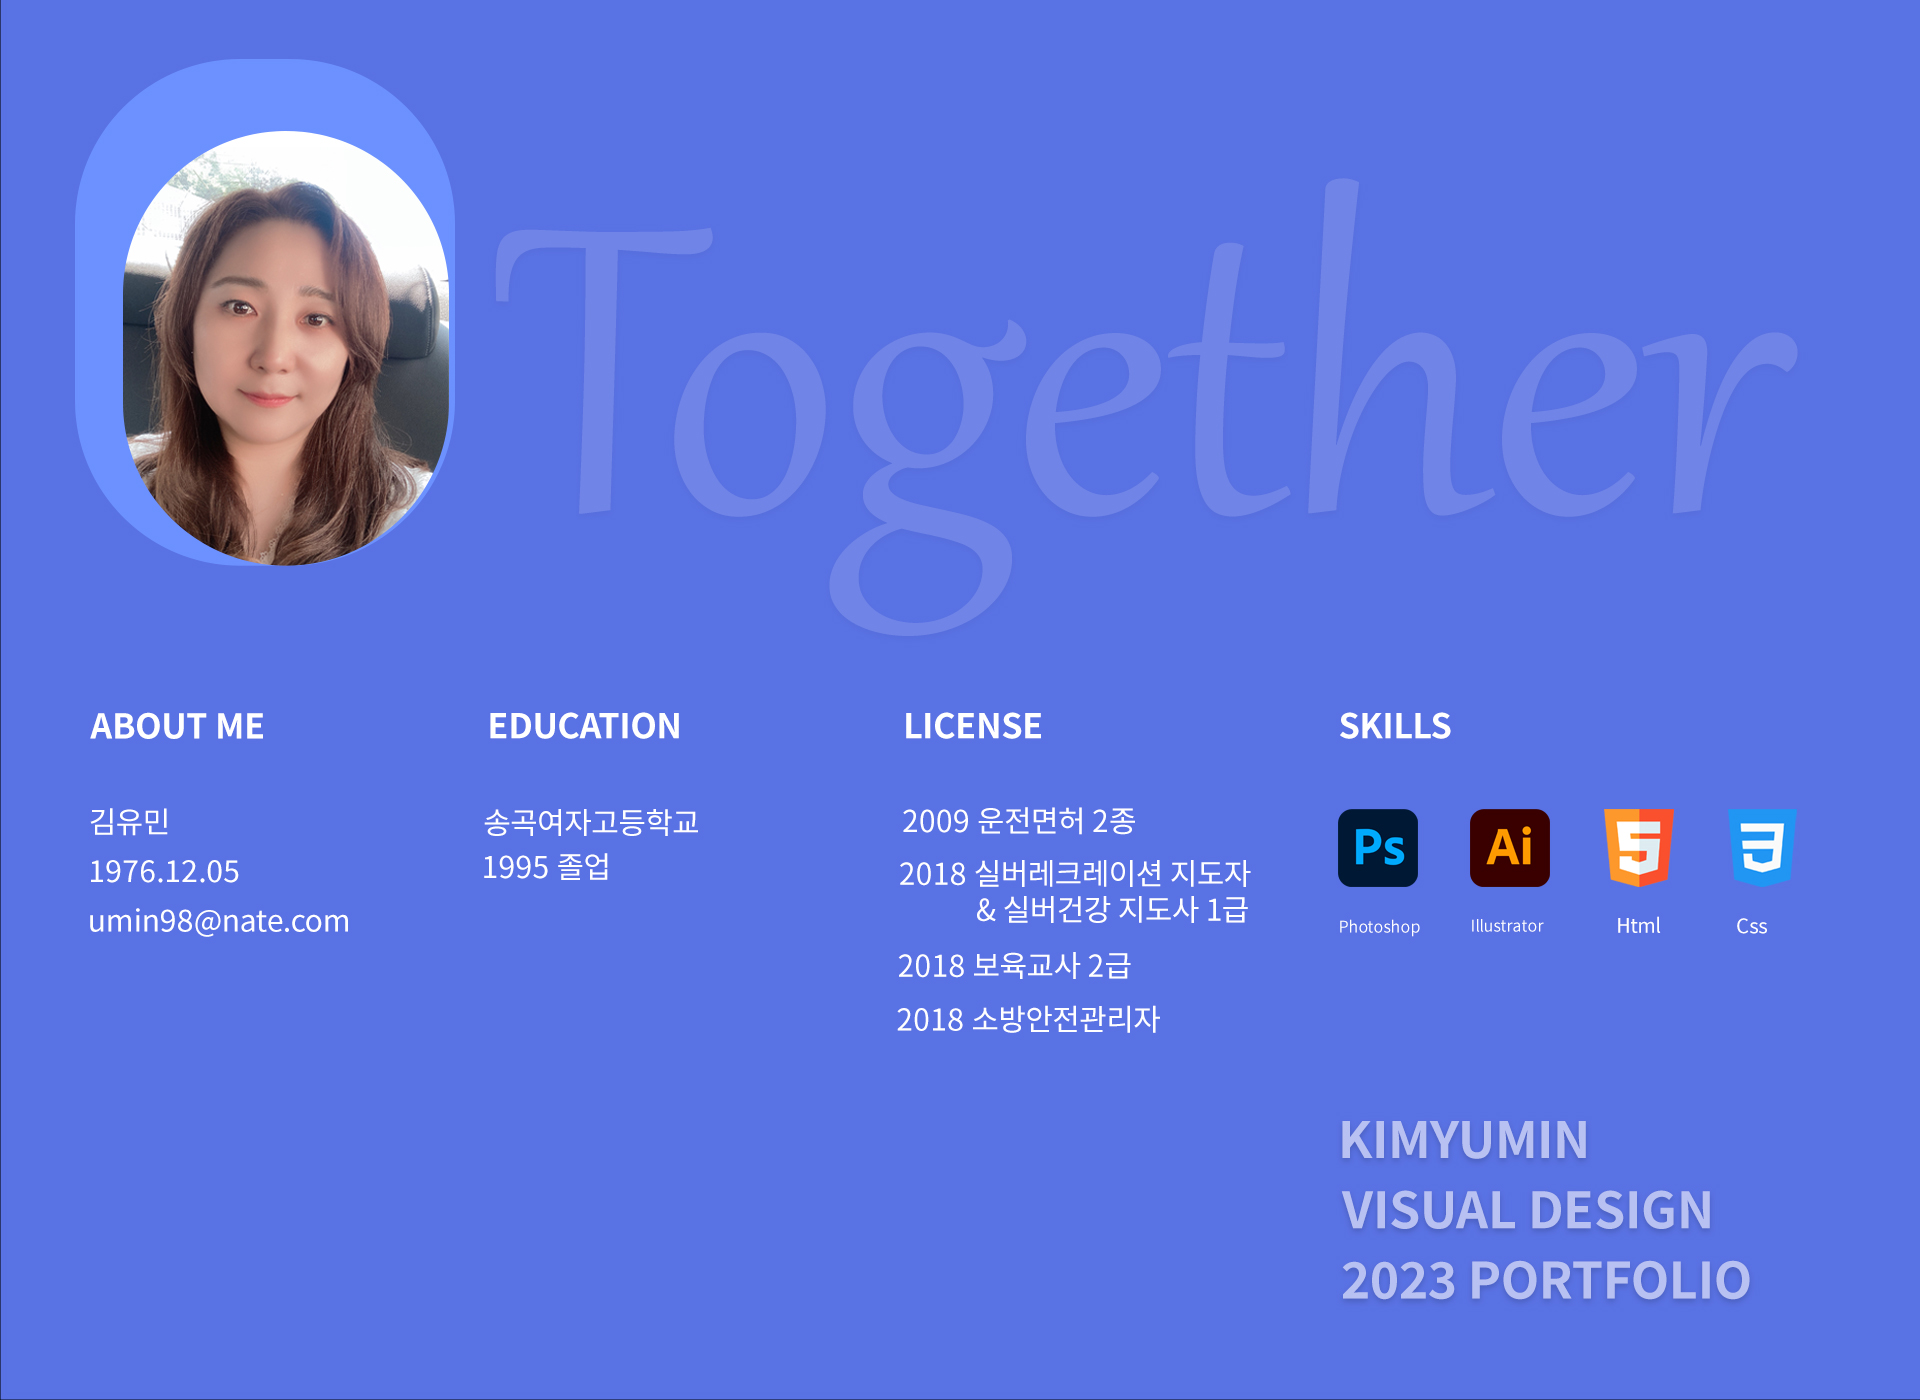 Together
ABOUT ME
김유민
1976.12.05
umin98@nate.com
EDUCATION
송곡여자고등학교
1995 졸업
LICENSE
2009 운전면허 2종
2018 실버레크레이션 지도자
& 실버건강 지도사 1급
2018 보육교사 2급
2018 소방안전관리자
SKILLS
Ps
Ai
5
3
Photoshop
Illustrator
Html
Css
KIMYUMIN
VISUAL DESIGN
2023 PORTFOLIO